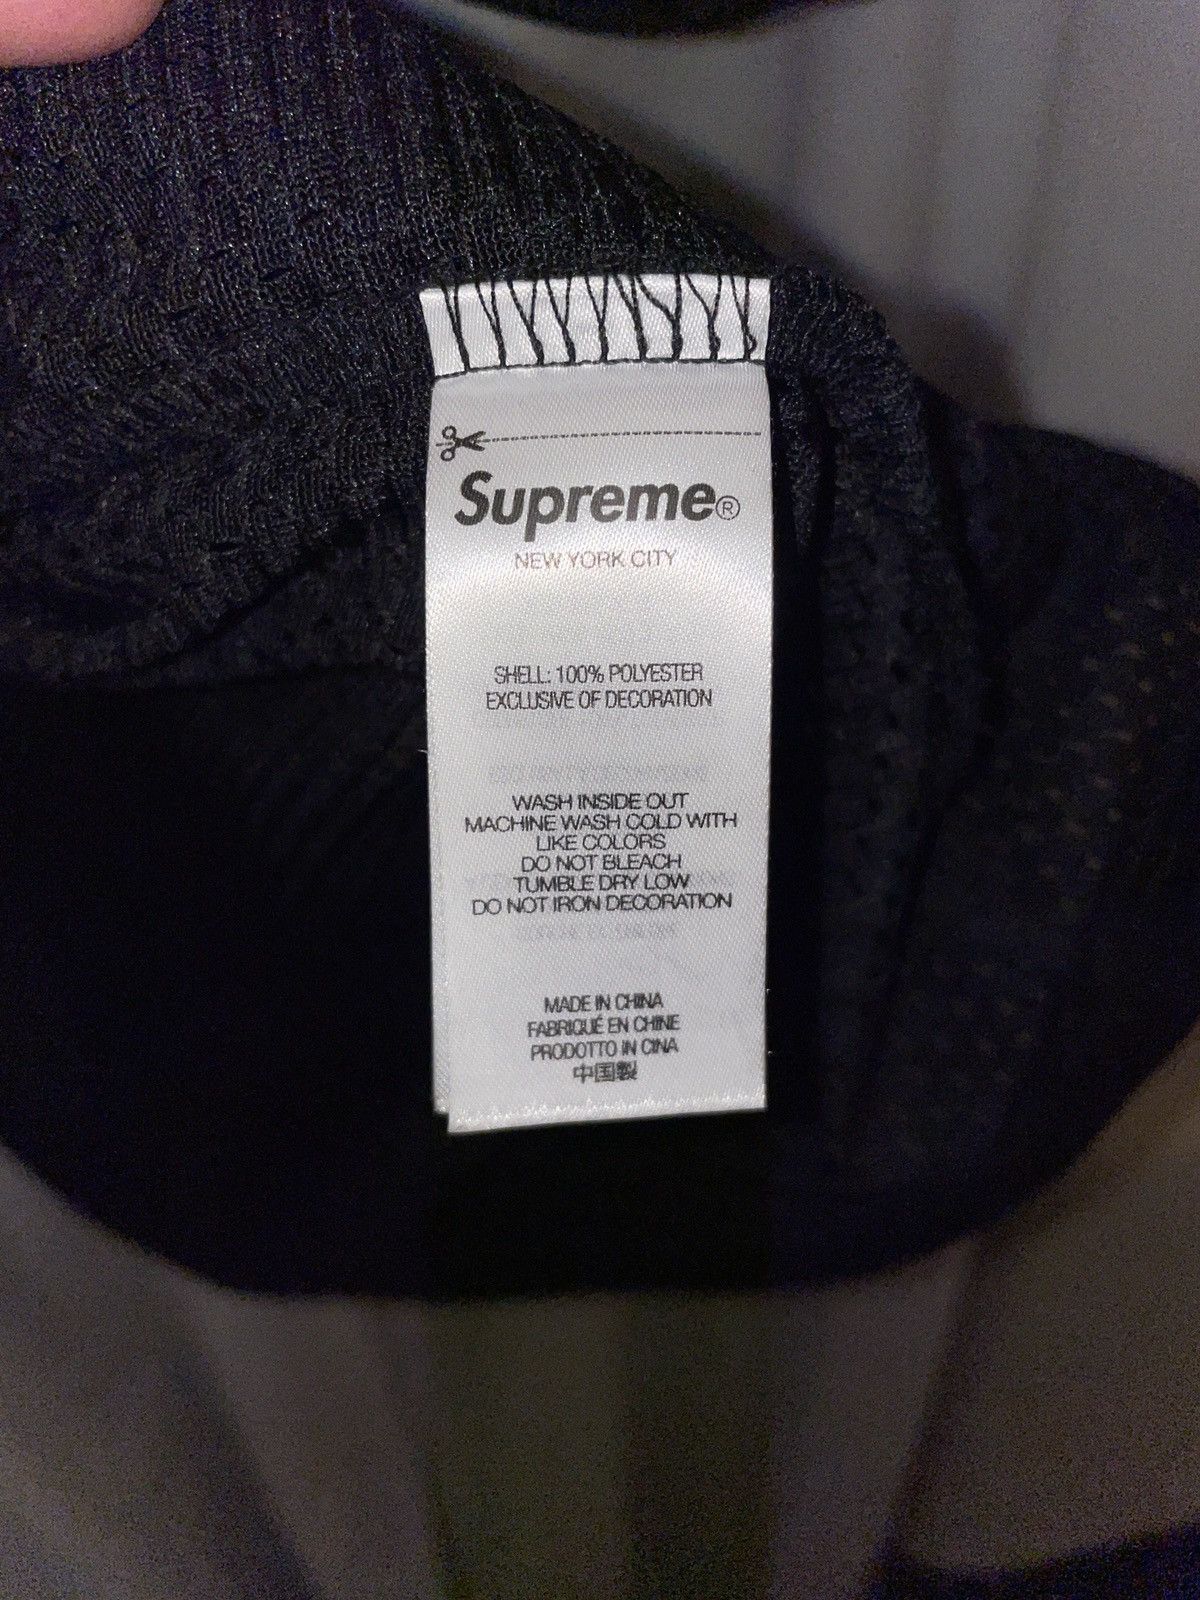 Supreme®
NEW YORK CITY
SHELL: 100% POLYESTER
EXCLUSIVE OF DECORATION
WASH INSIDE OUT
MACHINE WASH COLD WITH
LIKE COLORS
DO NOT BLEACH
TUMBLE DRY LOW
DO NOT IRON DECORATION
MADE IN CHINA
FABRIQUÉ EN CHINE
PRODOTTO IN CINA
中国製